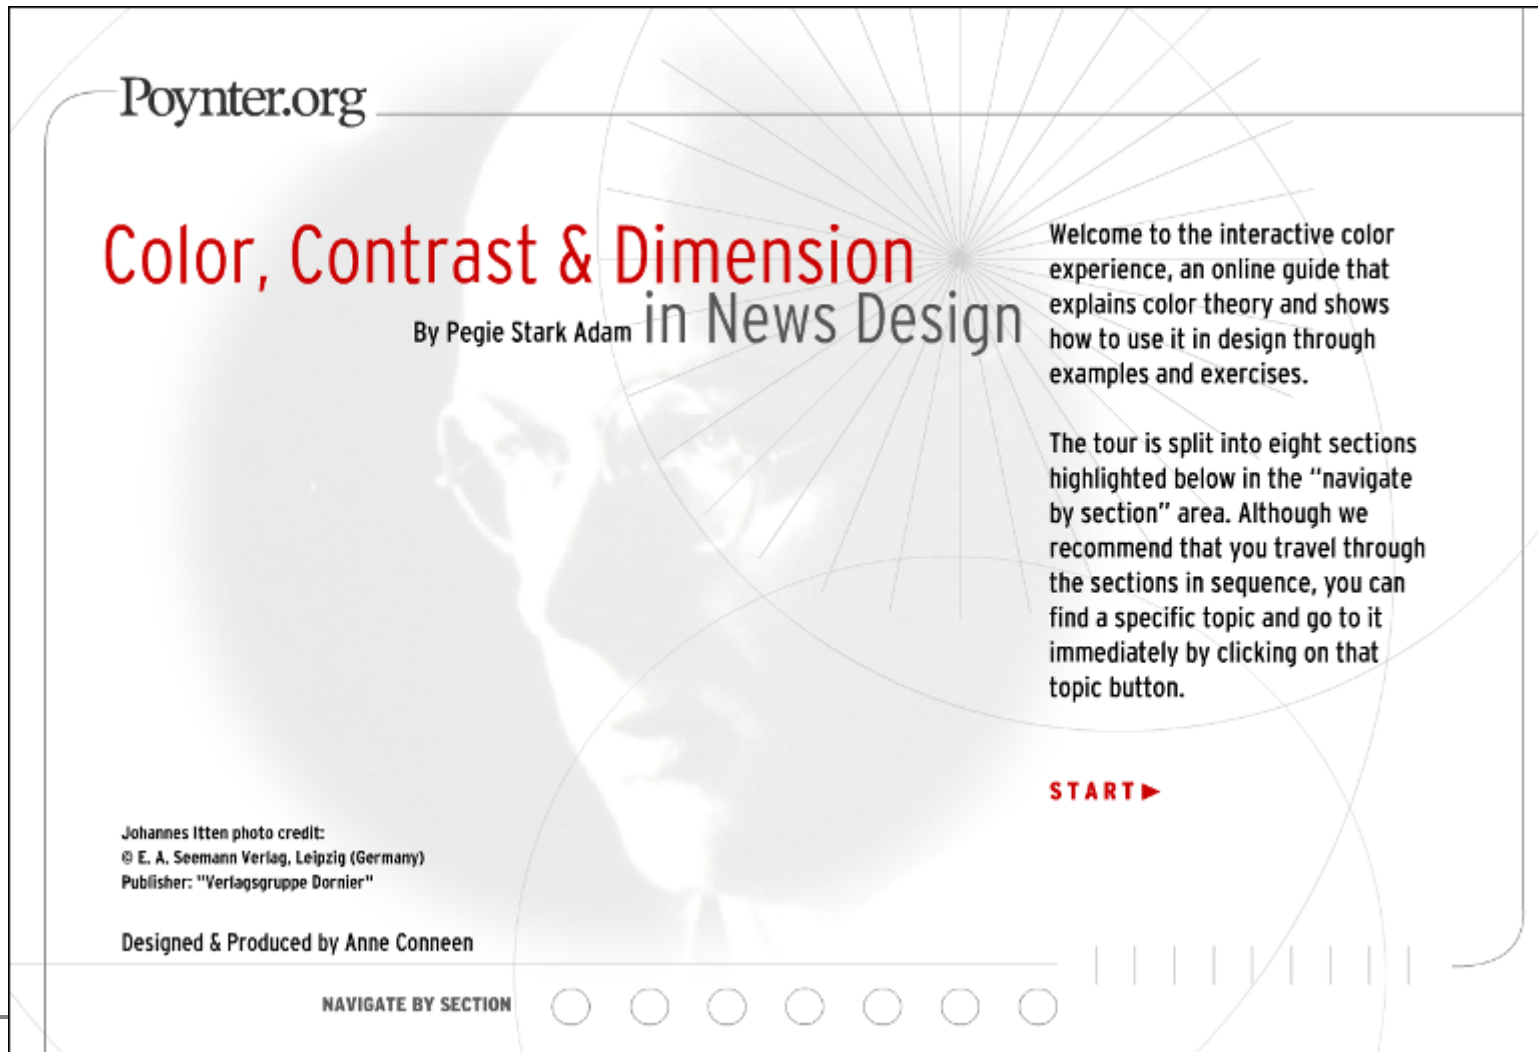 Poynter.org
Color, Contrast & Dimension
By Pegie Stark Adam in News Design
Welcome to the interactive color
experience, an online guide that
explains color theory and shows
how to use it in design through
examples and exercises.
The tour is split into eight sections
highlighted below in the "navigate
by section" area. Although we
recommend that you travel through
the sections in sequence, you can
find a specific topic and go to it
immediately by clicking on that
topic button.
START▶
Johannes Itten photo credit:
© E. A. Seemann Verlag, Leipzig (Germany)
Publisher: "Verlagsgruppe Dornier"
Designed & Produced by Anne Conneen
NAVIGATE BY SECTION